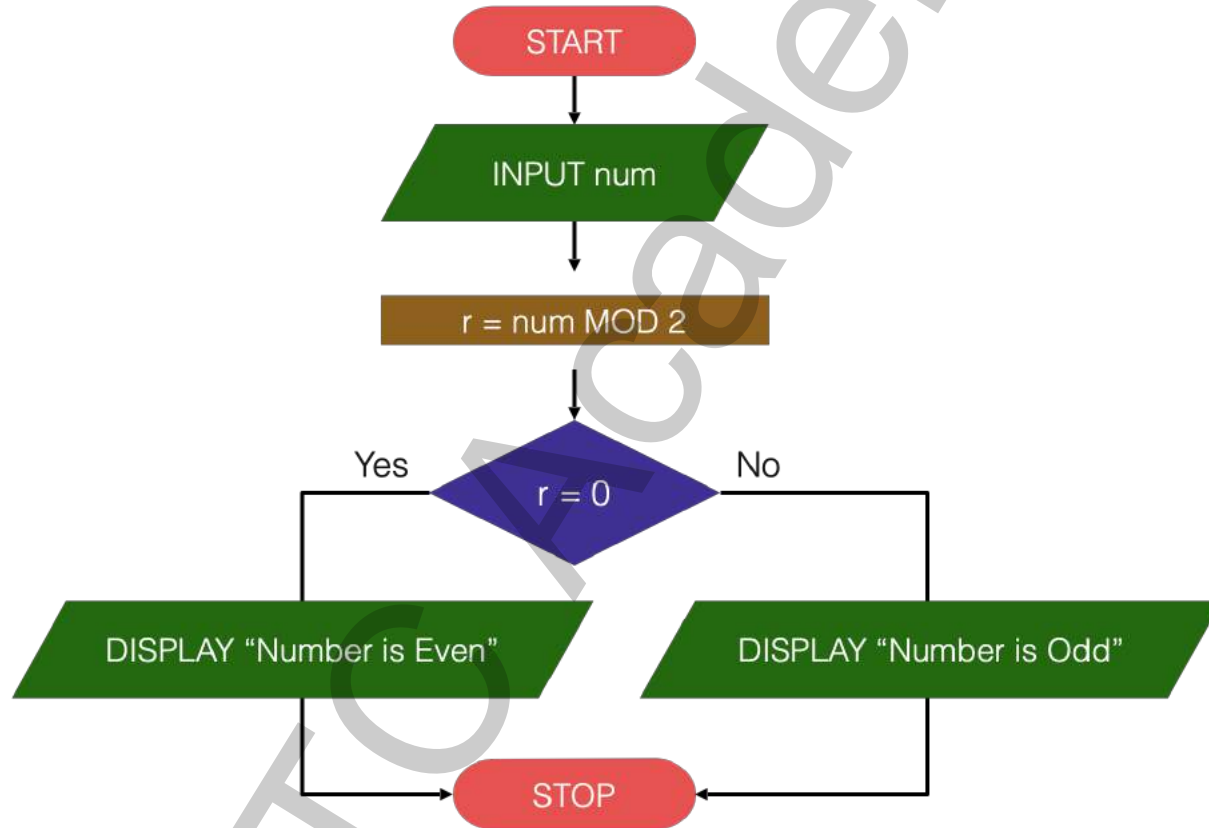 START
INPUT num
r = num MOD 2
Yes
No
r = 0
DISPLAY “Number is Even”
DISPLAY “Number is Odd”
STOP